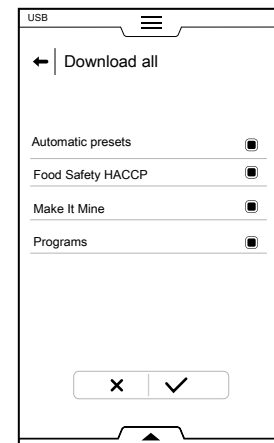 USB
Download all
Automatic presets
Food Safety HACCP
Make It Mine
Programs